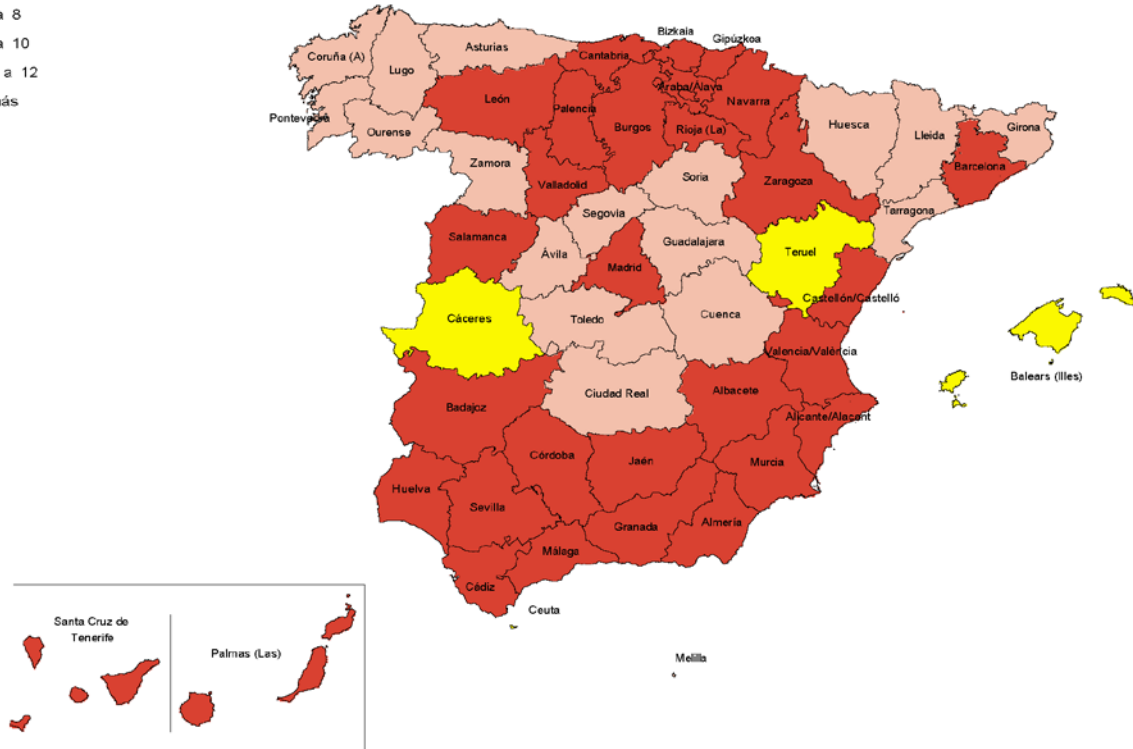 a 8
a 10
a 12
ás
Bizkaia
Gipúzkoa
Asturias
Cantabria
Coruña (A)
Lugo
Araba/Álava
León
Navarra
Palencia
Pontevedra
Burgos
Rioja (La)
Huesca
Girona
Ourense
Lleida
Zamora
Barcelona
Soria
Zaragoza
Valladolid
Tarragona
Segovia
Salamanca
Guadalajara
Ávila
Teruel
Madrid
Castellón/Castelló
Cáceres
Toledo
Cuenca
Valencia/Valéncia
Balears (Illes)
Albacete
Ciudad Real
Badajoz
Alicante/Alacant
Córdoba
Jaén
Murcia
Huelva
Sevilla
Almería
Granada
Málaga
Cédiz
Ceuta
Santa Cruz de
Tenerife
Palmas (Las)
Melilla